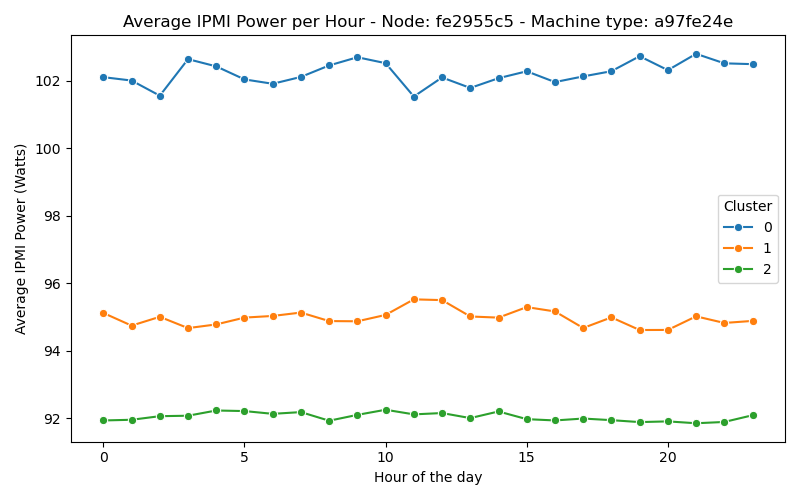 Average IPMI Power per Hour - Node: fe2955c5 - Machine type: a97fe24e
Average IPMI Power (Watts)
102
100
98
96
94
92
Cluster
0
1
2
0 5 10 15 20
Hour of the day